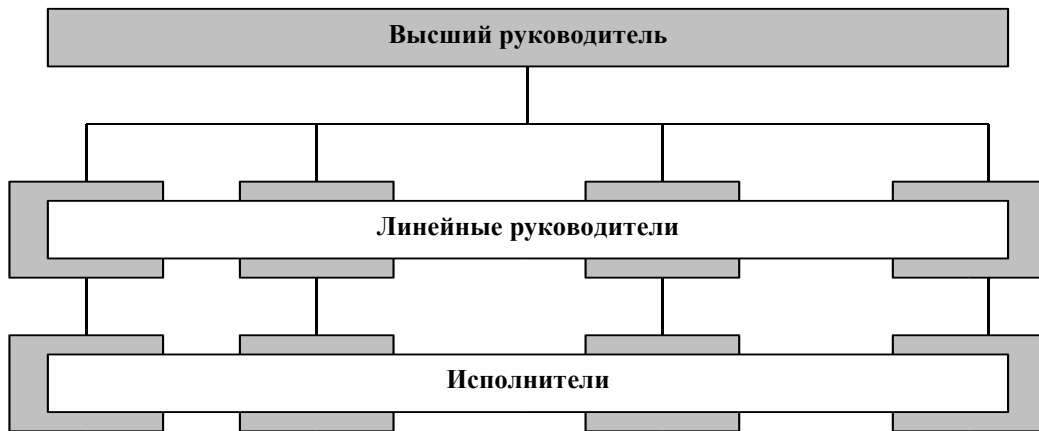 Высший руководитель
Линейные руководители
Исполнители